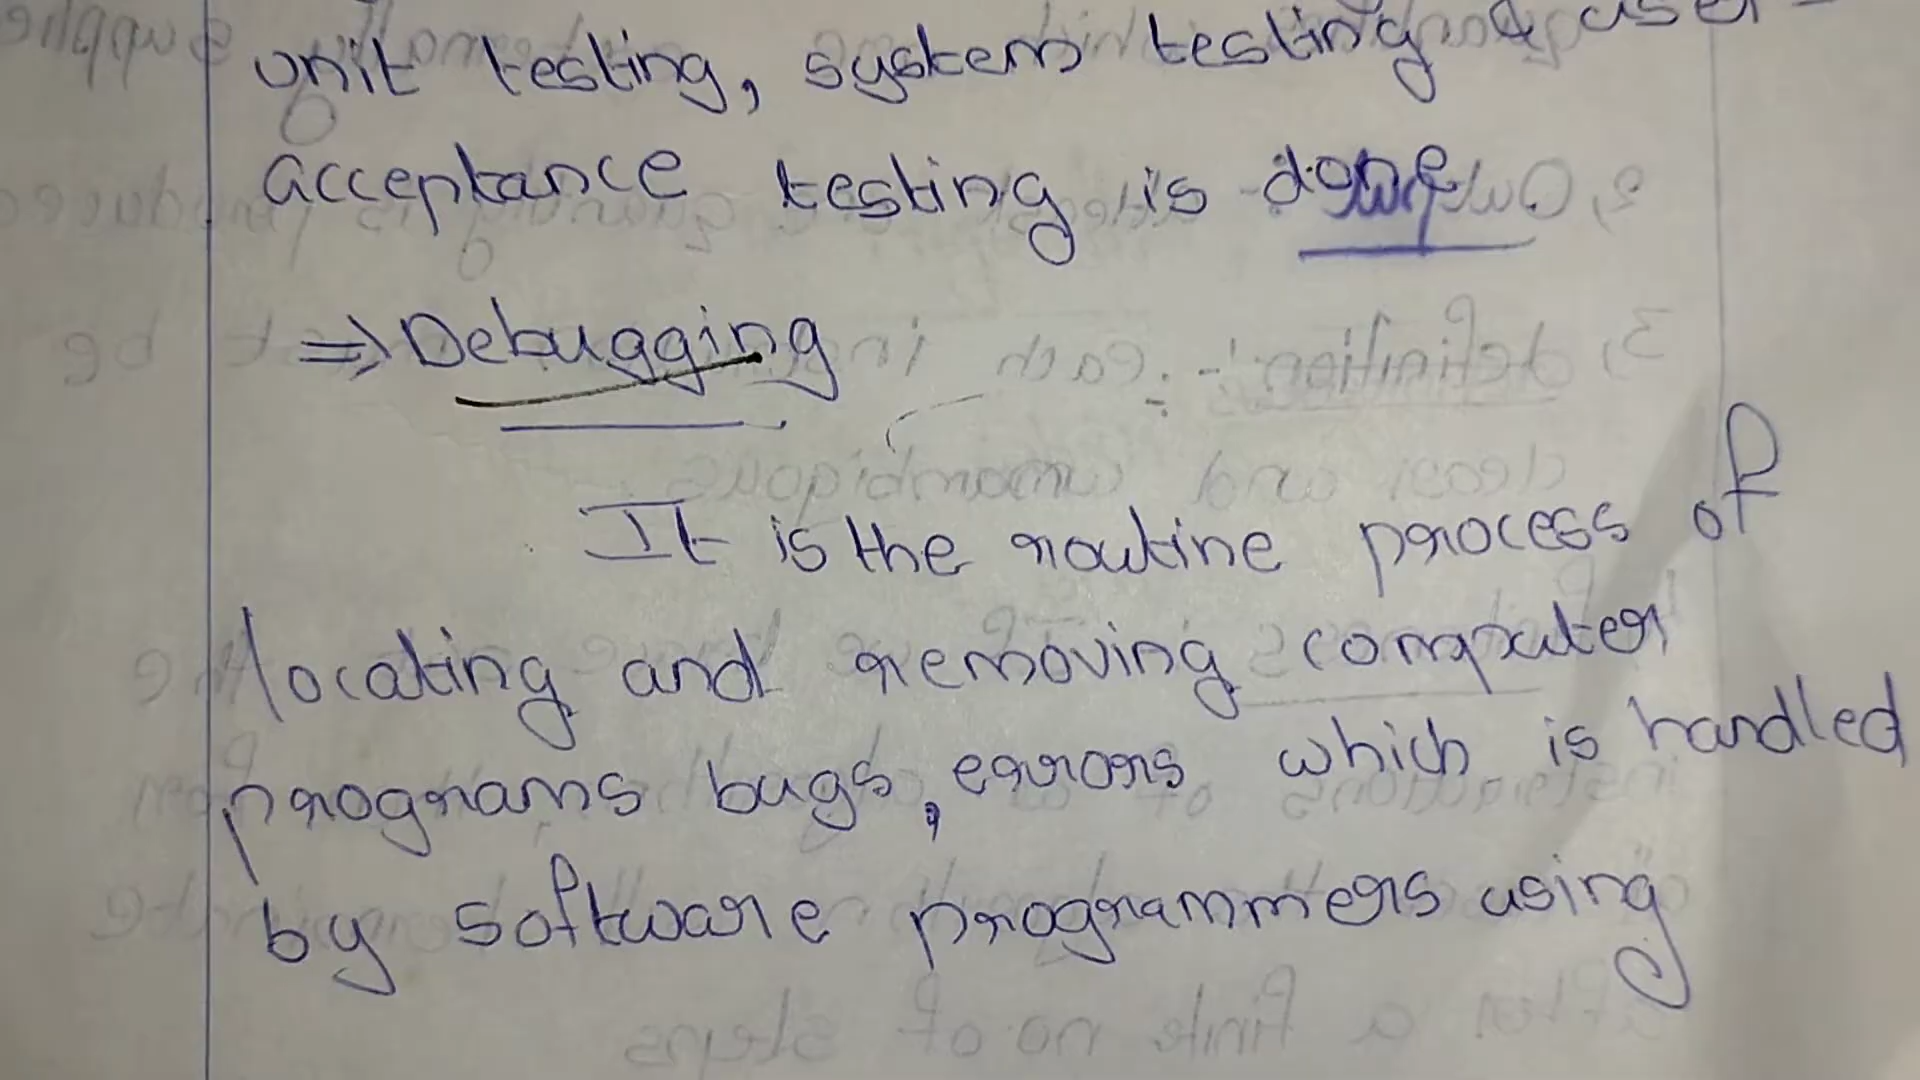 unit testing, system testing & user -
acceptance testing is done
⇒ Debugging
It is the routine process of
locating and removing computer
programs bugs, errors which is handled
by software programmers using